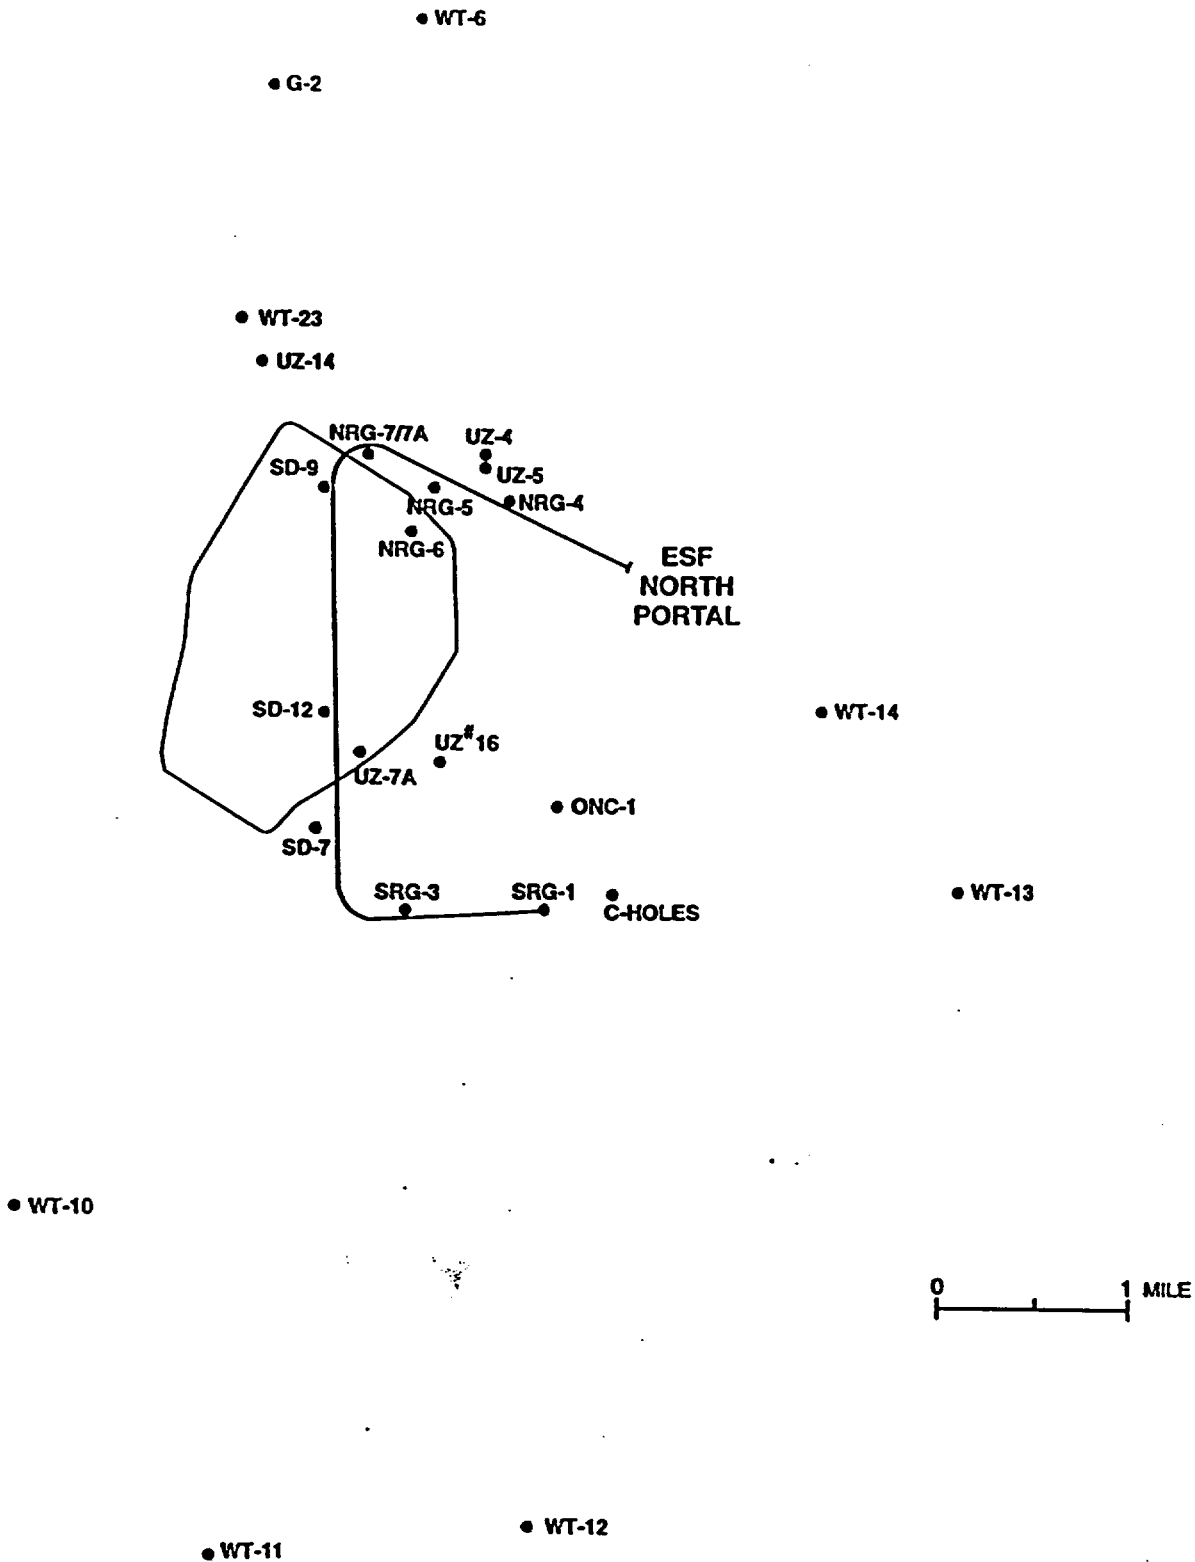 WT-6
G-2
WT-23
UZ-14
NRG-7/7A
UZ-4
SD-9
UZ-5
NRG-5
NRG-4
NRG-6
ESF
NORTH
PORTAL
SD-12
WT-14
UZ#16
UZ-7A
ONC-1
SD-7
SRG-3
SRG-1
C-HOLES
WT-13
WT-10
0
1 MILE
WT-12
WT-11